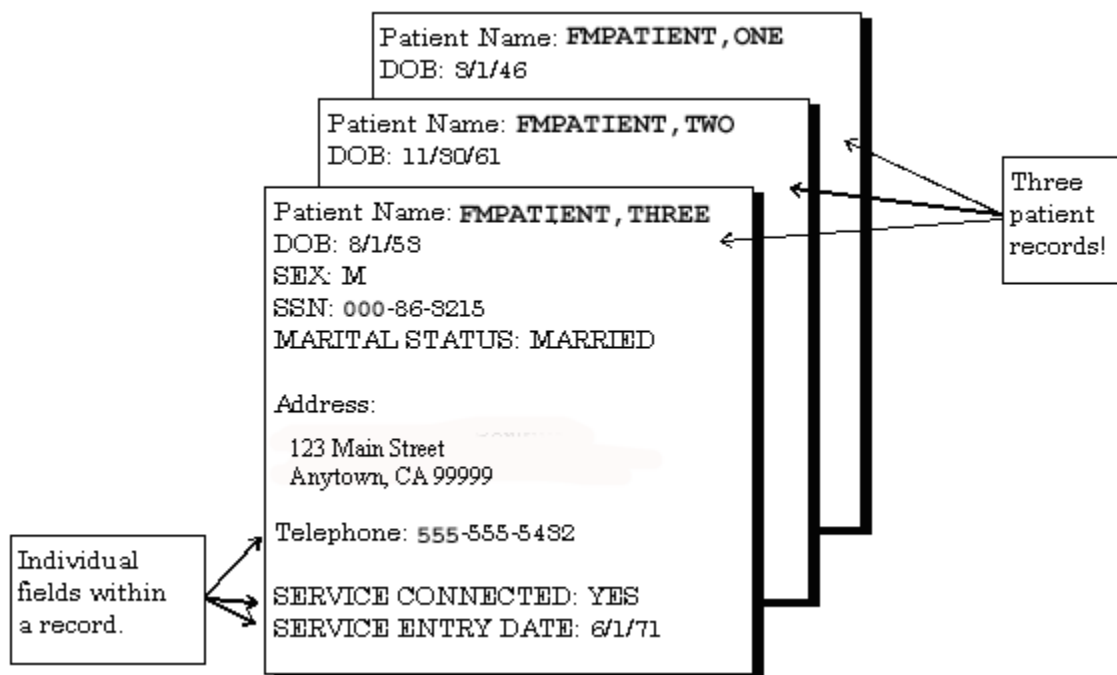 Patient Name: FMPATIENT,ONE
DOB: 3/1/46
Patient Name: FMPATIENT,TWO
DOB: 11/30/61
Patient Name: FMPATIENT,THREE
DOB: 8/1/53
SEX: M
SSN: 000-86-3215
MARITAL STATUS: MARRIED
Address:
123 Main Street
Anytown, CA 99999
Telephone: 555-555-5432
SERVICE CONNECTED: YES
SERVICE ENTRY DATE: 6/1/71
Three
patient
records!
Individual
fields within
a record.